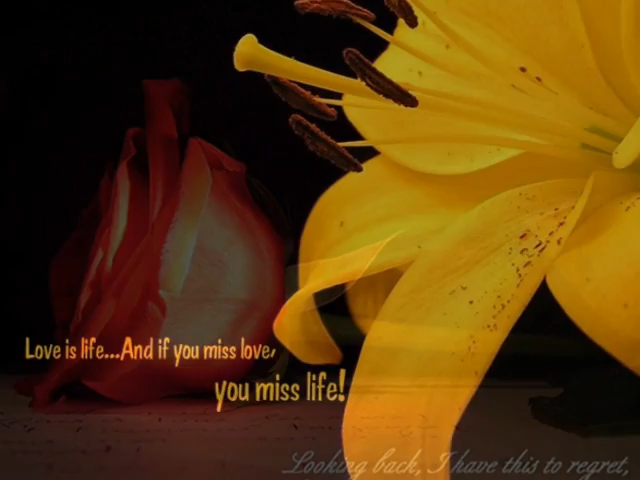 Love is life...And if you miss love,
you miss life!
Looking back, I have this to regret,